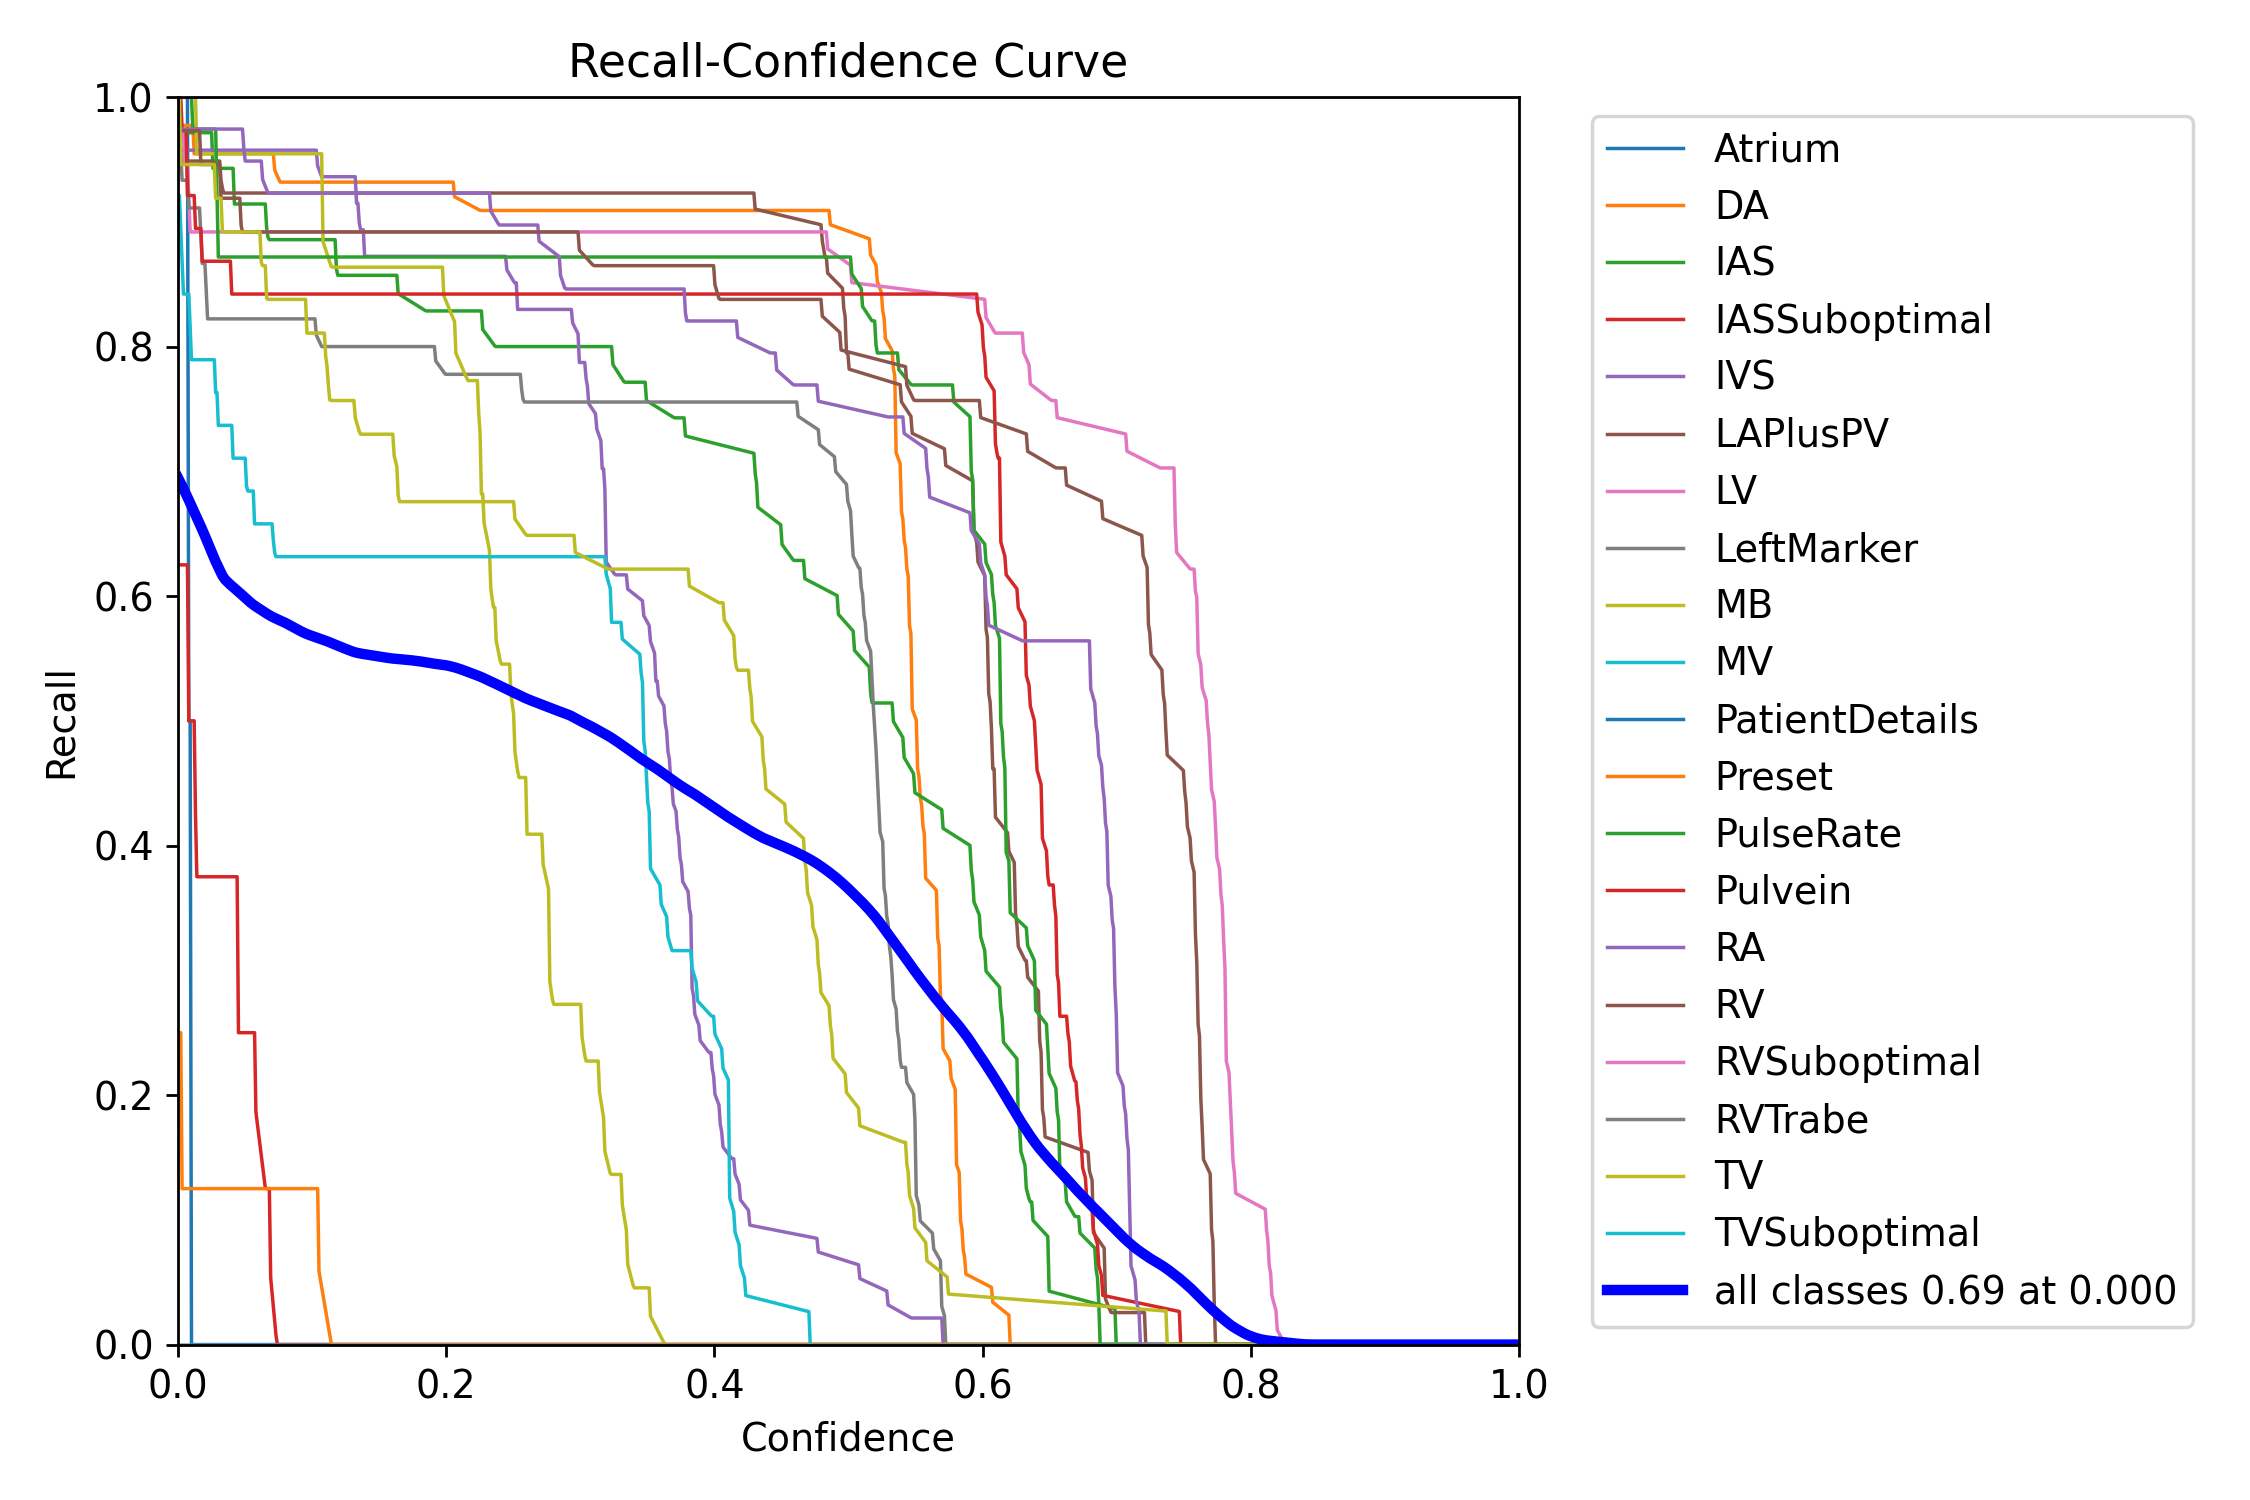 Recall-Confidence Curve
1.0
0.8
0.6
0.4
0.2
0.0
Recall
0.0 0.2 0.4 0.6 0.8 1.0
Confidence
Atrium
DA
IAS
IASSuboptimal
IVS
LAPlusPV
LV
LeftMarker
MB
MV
PatientDetails
Preset
PulseRate
Pulvein
RA
RV
RVSuboptimal
RVTrabe
TV
TVSuboptimal
all classes 0.69 at 0.000